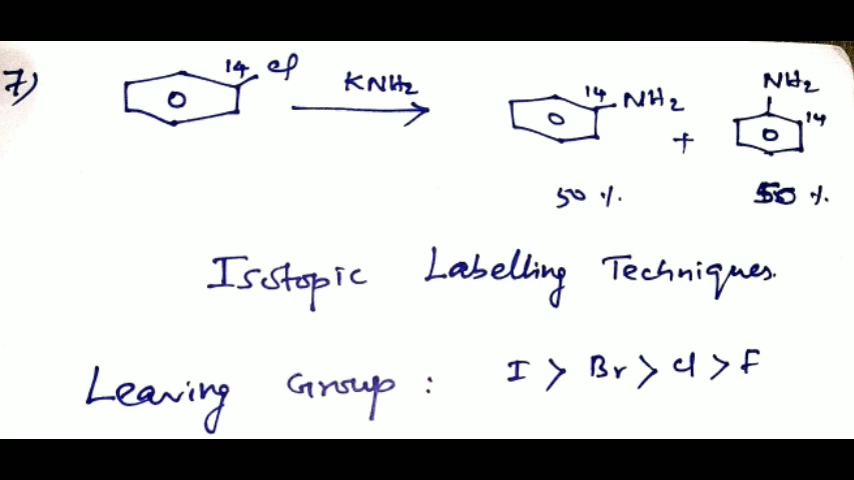 7)
14 Cl KNH2 14 NH2 + NH2 14
50 %. 50 %.
Isotopic Labelling Techniques.
Leaving Group : I > Br > Cl > F